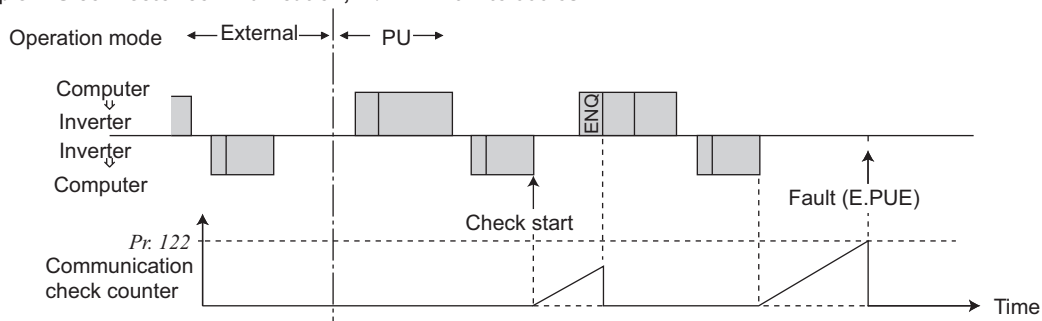 Operation mode
External
PU
Computer
⇩
Inverter
Inverter
⇩
Computer
ENQ
Check start
Fault (E.PUE)
Pr. 122
Communication
check counter
Time